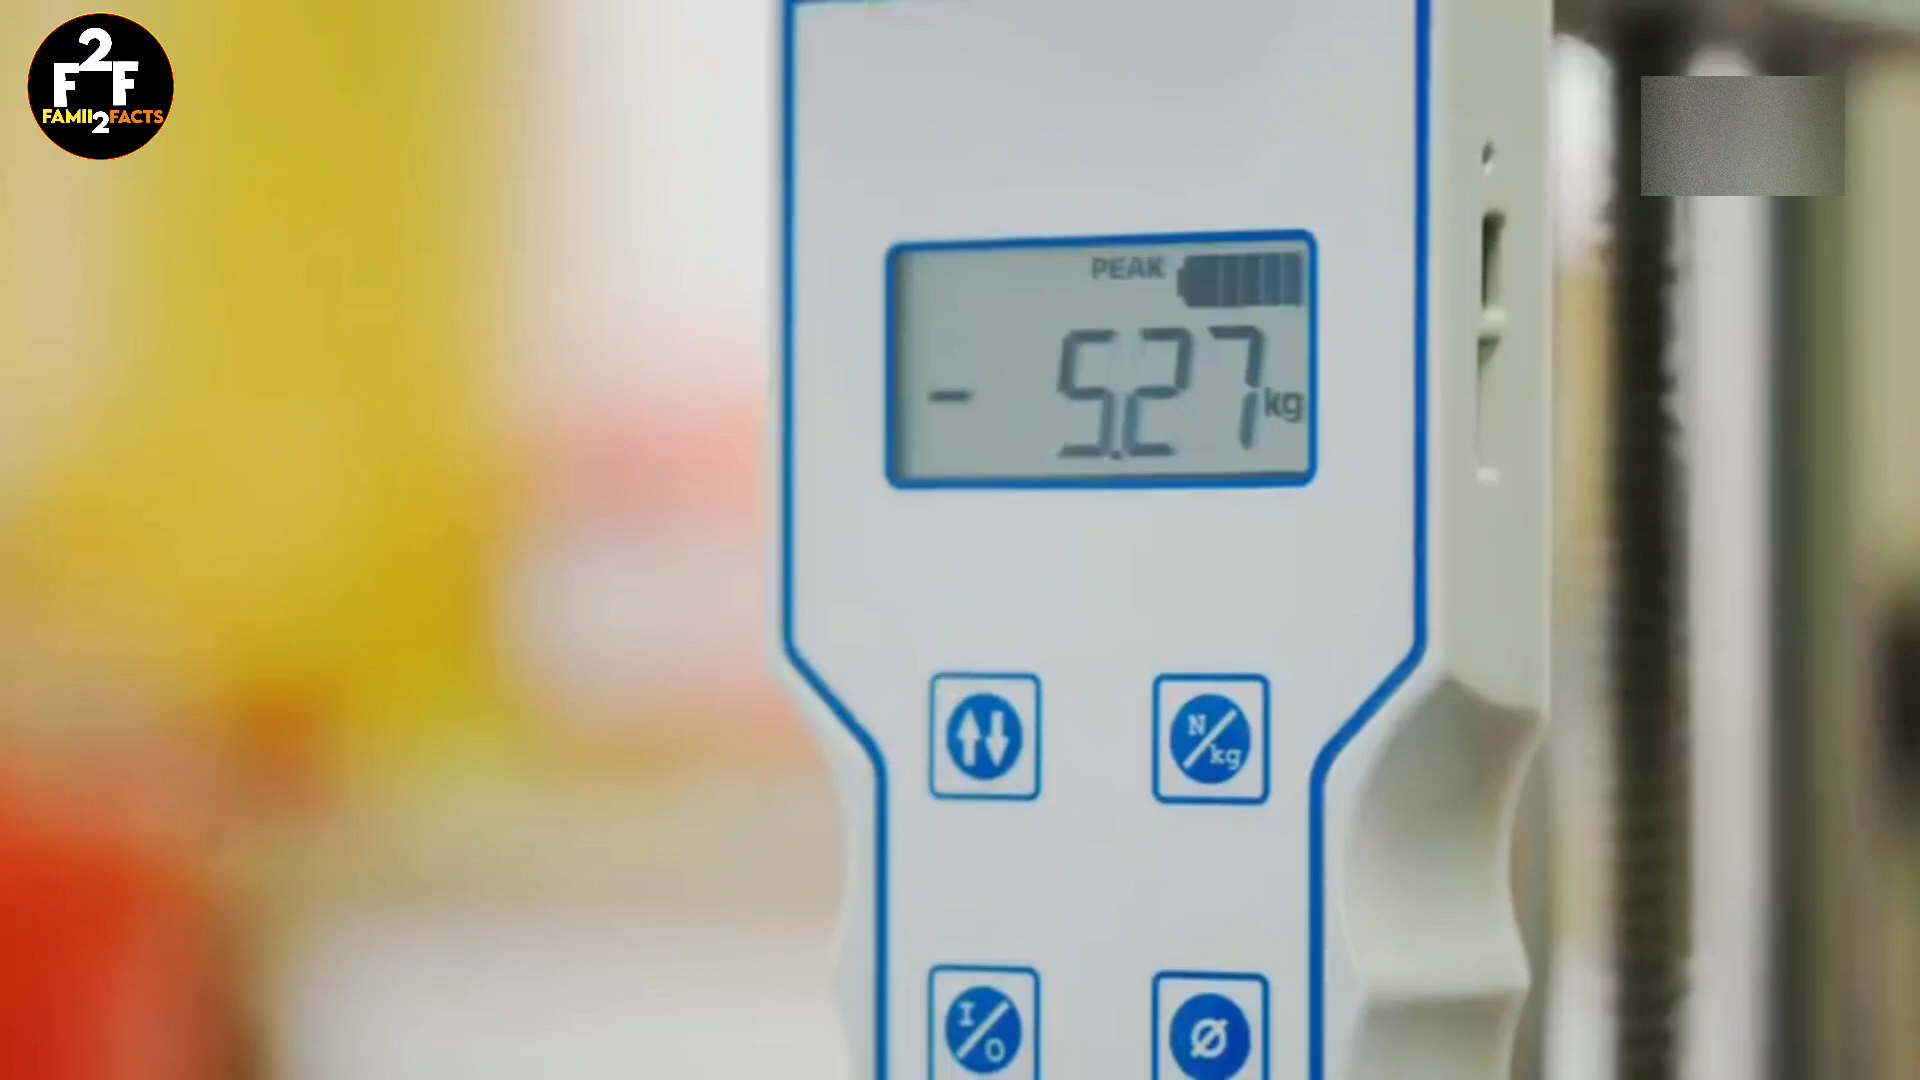 F2F
FAMII2FACTS
PEAK
- 5.27 kg
N/kg
I/O
Ø